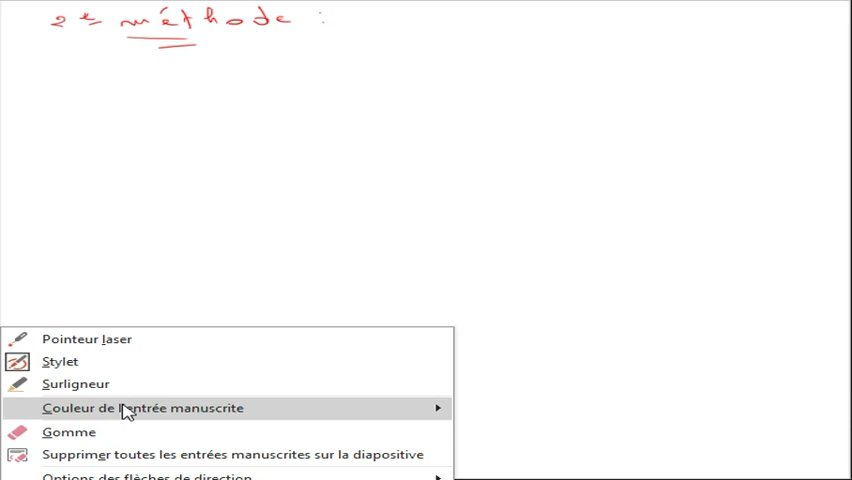 2e méthode :
Pointeur laser
Stylet
Surligneur
Couleur de l'entrée manuscrite
Gomme
Supprimer toutes les entrées manuscrites sur la diapositive
Options des flèches de direction